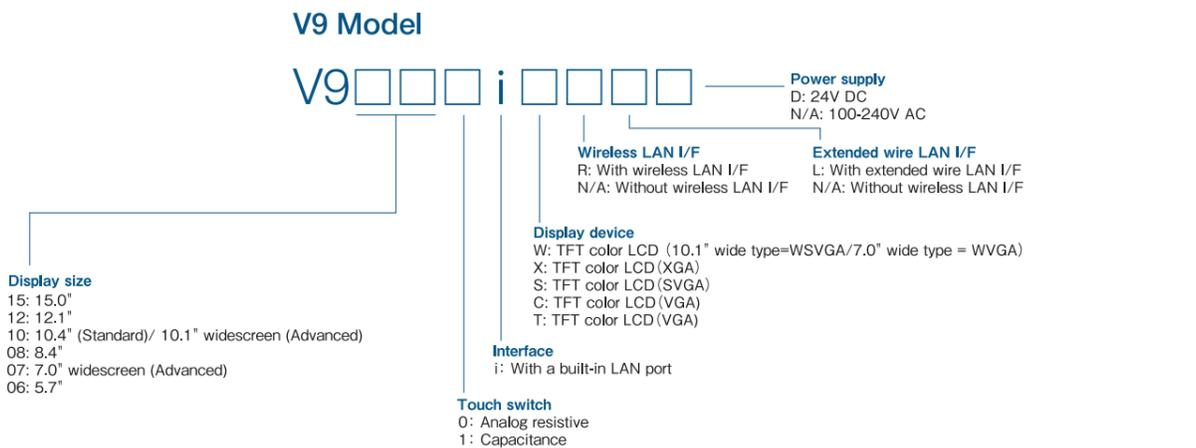 V9 Model
V9□□□i□□□□
Power supply
D: 24V DC
N/A: 100-240V AC
Wireless LAN I/F
R: With wireless LAN I/F
N/A: Without wireless LAN I/F
Extended wire LAN I/F
L: With extended wire LAN I/F
N/A: Without wireless LAN I/F
Display device
W: TFT color LCD (10.1" wide type=WSVGA/7.0" wide type = WVGA)
X: TFT color LCD(XGA)
S: TFT color LCD(SVGA)
C: TFT color LCD(VGA)
T: TFT color LCD(VGA)
Display size
15: 15.0"
12: 12.1"
10: 10.4" (Standard)/ 10.1" widescreen (Advanced)
08: 8.4"
07: 7.0" widescreen (Advanced)
06: 5.7"
Interface
i: With a built-in LAN port
Touch switch
0: Analog resistive
1: Capacitance